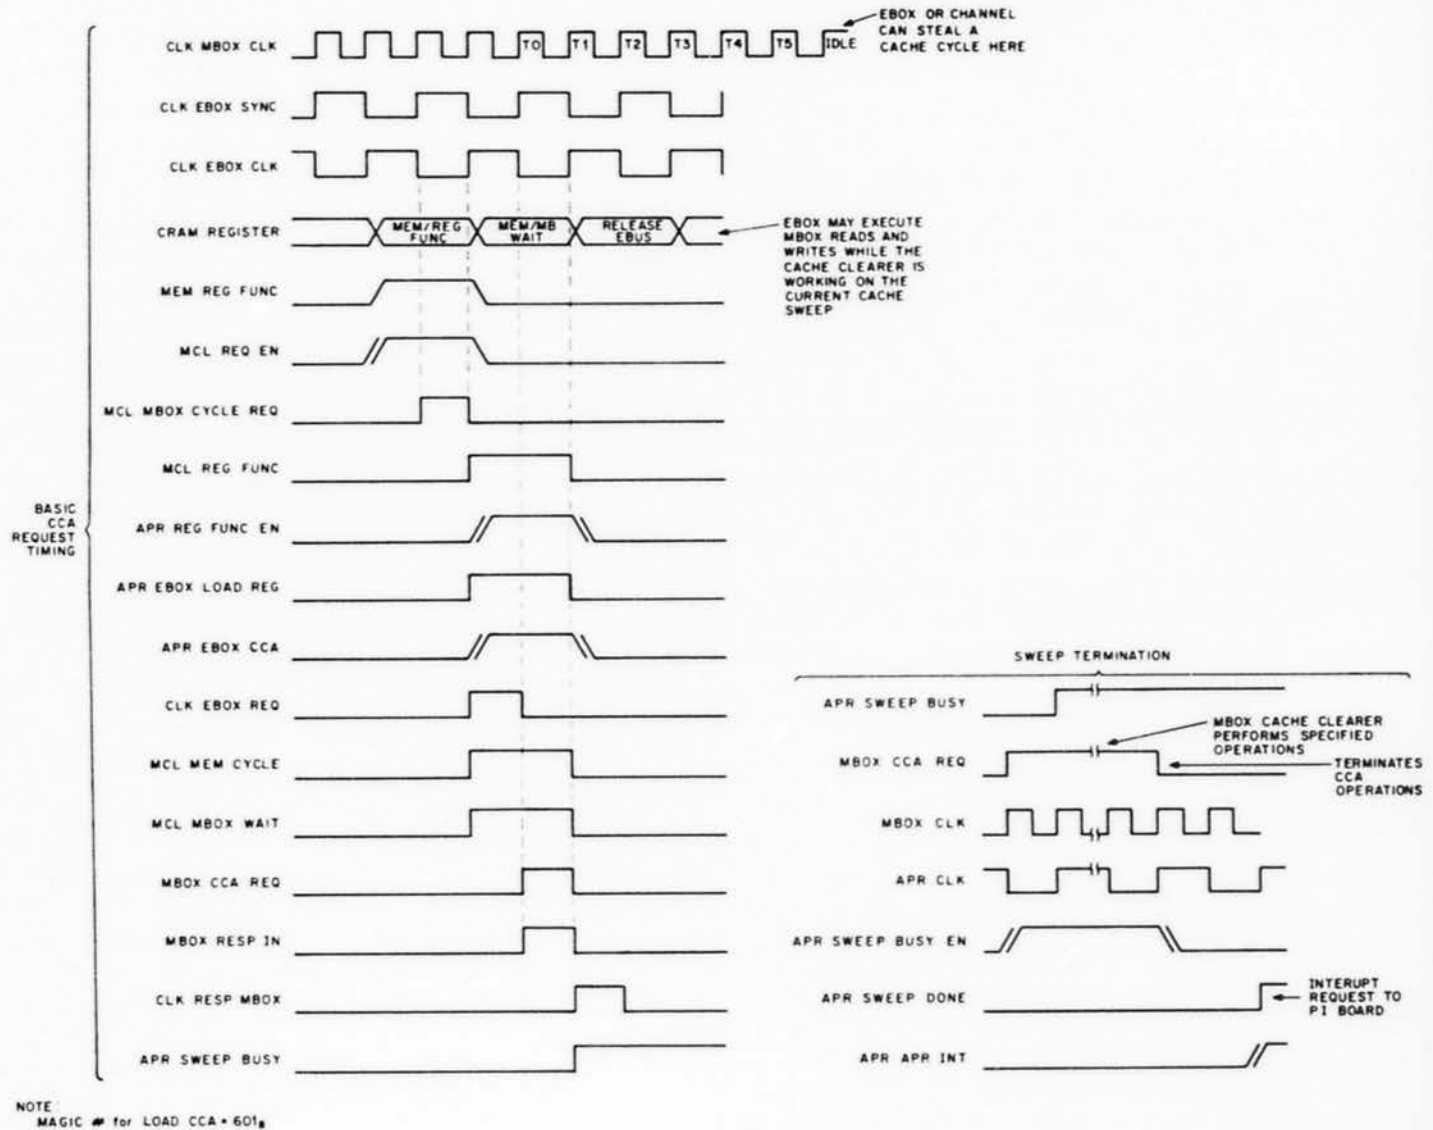 EBOX OR CHANNEL
CAN STEAL A
CACHE CYCLE HERE
CLK MBOX CLK
T0 T1 T2 T3 T4 T5 IDLE
CLK EBOX SYNC
CLK EBOX CLK
CRAM REGISTER
MEM/REG
FUNC
MEM/MB
WAIT
RELEASE
EBUS
EBOX MAY EXECUTE
MBOX READS AND
WRITES WHILE THE
CACHE CLEARER IS
WORKING ON THE
CURRENT CACHE
SWEEP
MEM REG FUNC
MCL REQ EN
MCL MBOX CYCLE REQ
MCL REG FUNC
BASIC
CCA
REQUEST
TIMING
APR REG FUNC EN
APR EBOX LOAD REG
APR EBOX CCA
CLK EBOX REQ
MCL MEM CYCLE
MCL MBOX WAIT
MBOX CCA REQ
MBOX RESP IN
CLK RESP MBOX
APR SWEEP BUSY
SWEEP TERMINATION
APR SWEEP BUSY
MBOX CACHE CLEARER
PERFORMS SPECIFIED
OPERATIONS
MBOX CCA REQ
TERMINATES
CCA
OPERATIONS
MBOX CLK
APR CLK
APR SWEEP BUSY EN
APR SWEEP DONE
INTERUPT
REQUEST TO
PI BOARD
APR APR INT
NOTE:
MAGIC # for LOAD CCA = 601₈